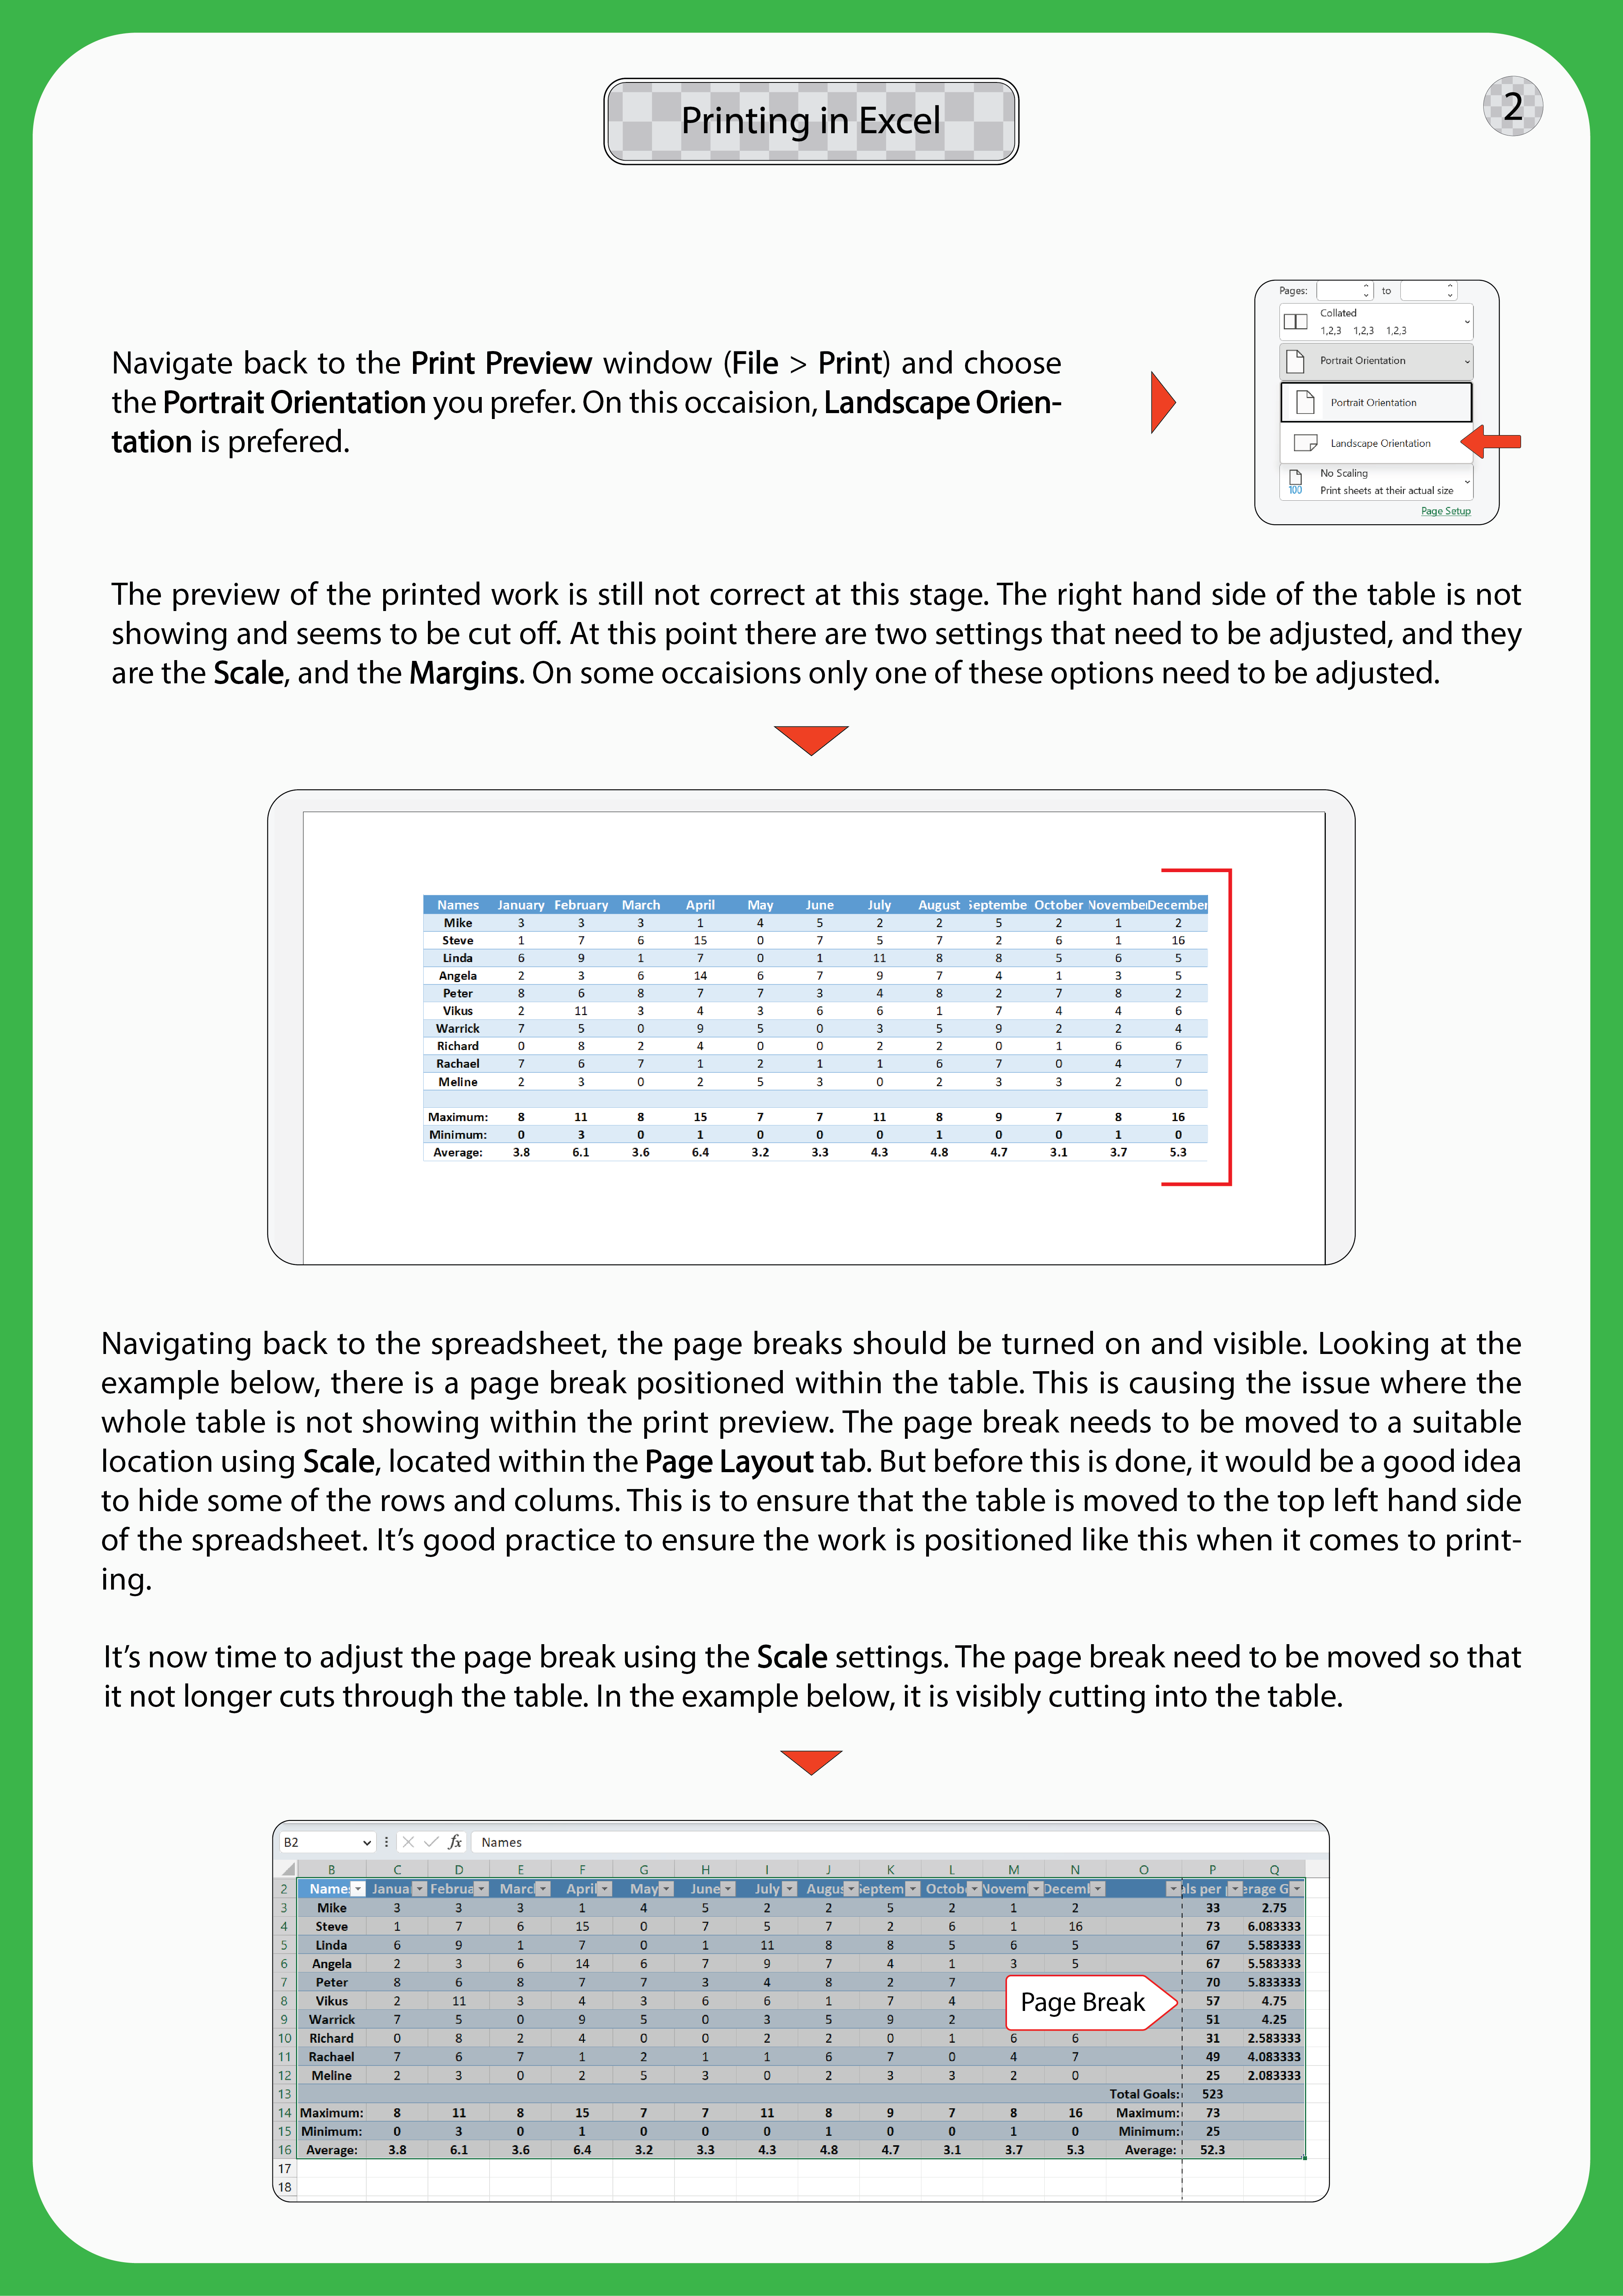 Printing in Excel
2
Pages: to
Collated
1,2,3 1,2,3 1,2,3
Portrait Orientation
Portrait Orientation
Landscape Orientation
No Scaling
100 Print sheets at their actual size
Page Setup
Navigate back to the Print Preview window (File > Print) and choose
the Portrait Orientation you prefer. On this occaision, Landscape Orien-
tation is prefered.
The preview of the printed work is still not correct at this stage. The right hand side of the table is not
showing and seems to be cut off. At this point there are two settings that need to be adjusted, and they
are the Scale, and the Margins. On some occaisions only one of these options need to be adjusted.
Names January February March April May June July August Septembe October November December
Mike 3 3 3 1 4 5 2 2 5 2 1 2
Steve 1 7 6 15 0 7 5 7 2 6 1 16
Linda 6 9 1 7 0 1 11 8 8 5 6 5
Angela 2 3 6 14 6 7 9 7 4 1 3 5
Peter 8 6 8 7 7 3 4 8 2 7 8 2
Vikus 2 11 3 4 3 6 6 1 7 4 4 6
Warrick 7 5 0 9 5 0 3 5 9 2 2 4
Richard 0 8 2 4 0 0 2 2 0 1 6 6
Rachael 7 6 7 1 2 1 1 6 7 0 4 7
Meline 2 3 0 2 5 3 0 2 3 3 2 0
Maximum: 8 11 8 15 7 7 11 8 9 7 8 16
Minimum: 0 3 0 1 0 0 0 1 0 0 1 0
Average: 3.8 6.1 3.6 6.4 3.2 3.3 4.3 4.8 4.7 3.1 3.7 5.3
Navigating back to the spreadsheet, the page breaks should be turned on and visible. Looking at the
example below, there is a page break positioned within the table. This is causing the issue where the
whole table is not showing within the print preview. The page break needs to be moved to a suitable
location using Scale, located within the Page Layout tab. But before this is done, it would be a good idea
to hide some of the rows and colums. This is to ensure that the table is moved to the top left hand side
of the spreadsheet. It's good practice to ensure the work is positioned like this when it comes to print-
ing.
It's now time to adjust the page break using the Scale settings. The page break need to be moved so that
it not longer cuts through the table. In the example below, it is visibly cutting into the table.
B2 fx Names
B C D E F G H I J K L M N O P Q
2 Name Janua Februa Marc April May June July Augus Septem Octob Novem Decem ls per erage G
3 Mike 3 3 3 1 4 5 2 2 5 2 1 2 33 2.75
4 Steve 1 7 6 15 0 7 5 7 2 6 1 16 73 6.083333
5 Linda 6 9 1 7 0 1 11 8 8 5 6 5 67 5.583333
6 Angela 2 3 6 14 6 7 9 7 4 1 3 5 67 5.583333
7 Peter 8 6 8 7 7 3 4 8 2 7 70 5.833333
8 Vikus 2 11 3 4 3 6 6 1 7 4 Page Break 57 4.75
9 Warrick 7 5 0 9 5 0 3 5 9 2 51 4.25
10 Richard 0 8 2 4 0 0 2 2 0 1 6 6 31 2.583333
11 Rachael 7 6 7 1 2 1 1 6 7 0 4 7 49 4.083333
12 Meline 2 3 0 2 5 3 0 2 3 3 2 0 25 2.083333
13 Total Goals: 523
14 Maximum: 8 11 8 15 7 7 11 8 9 7 8 16 Maximum: 73
15 Minimum: 0 3 0 1 0 0 0 1 0 0 1 0 Minimum: 25
16 Average: 3.8 6.1 3.6 6.4 3.2 3.3 4.3 4.8 4.7 3.1 3.7 5.3 Average: 52.3
17
18